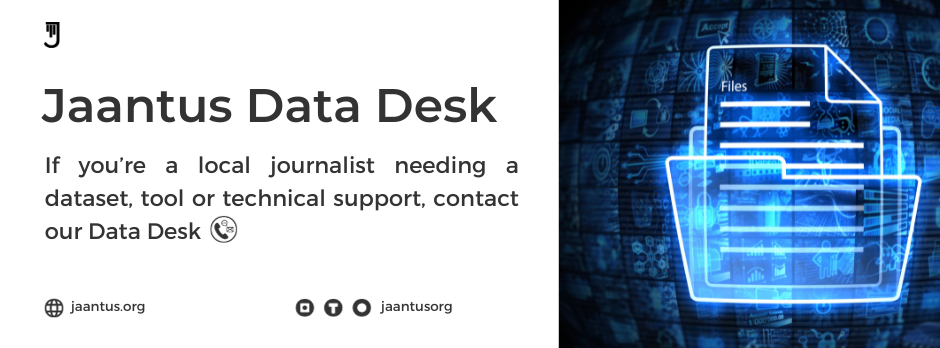 Jaantus Data Desk
If you’re a local journalist needing a
dataset, tool or technical support, contact
our Data Desk
jaantus.org
jaantusorg
Accept
Files